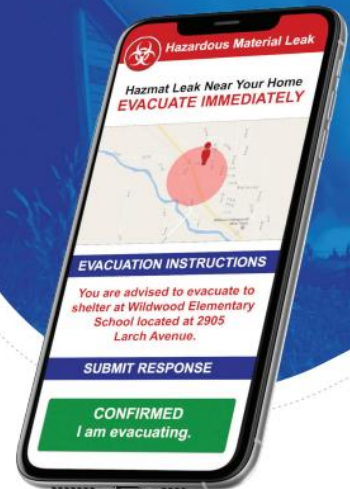 Hazardous Material Leak
Hazmat Leak Near Your Home
EVACUATE IMMEDIATELY
EVACUATION INSTRUCTIONS
You are advised to evacuate to
shelter at Wildwood Elementary
School located at 2905
Larch Avenue.
SUBMIT RESPONSE
CONFIRMED
I am evacuating.